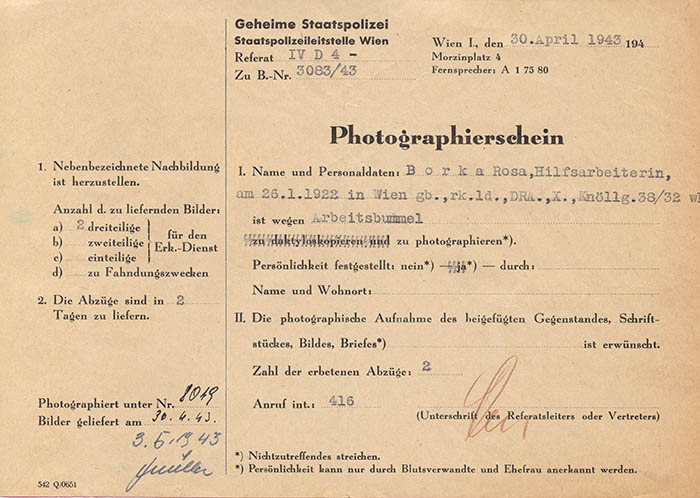 Geheime Staatspolizei
Staatspolizeileitstelle Wien
Referat IV D 4 -
Zu B.-Nr. 3083/43
Wien I., den 30.April 1943 194
Morzinplatz 4
Fernsprecher: A 1 75 80
Photographierschein
1. Nebenbezeichnete Nachbildung
ist herzustellen.
Anzahl d. zu liefernden Bilder:
a) 2 dreiteilige
b) zweiteilige
c) einteilige
für den
Erk.-Dienst
d) zu Fahndungszwecken
2. Die Abzüge sind in 2
Tagen zu liefern.
Photographiert unter Nr. 8019
Bilder geliefert am 30.4.43.
3.5.1943
I. Name und Personaldaten: B o r k a Rosa, Hilfsarbeiterin,
am 26.1.1922 in Wien gb.,rk.ld.,DRA.,X.,Knöllg.38/32 wh
ist wegen Arbeitsbummel
zu daktyloskopieren und zu photographieren*).
Persönlichkeit festgestellt: nein*) — ja*) — durch:
Name und Wohnort:
II. Die photographische Aufnahme des beigefügten Gegenstandes, Schrift-
stückes, Bildes, Briefes*) ist erwünscht.
Zahl der erbetenen Abzüge: 2
Anruf int.: 416
(Unterschrift des Referatsleiters oder Vertreters)
*) Nichtzutreffendes streichen.
*) Persönlichkeit kann nur durch Blutsverwandte und Ehefrau anerkannt werden.
542 Q/0651